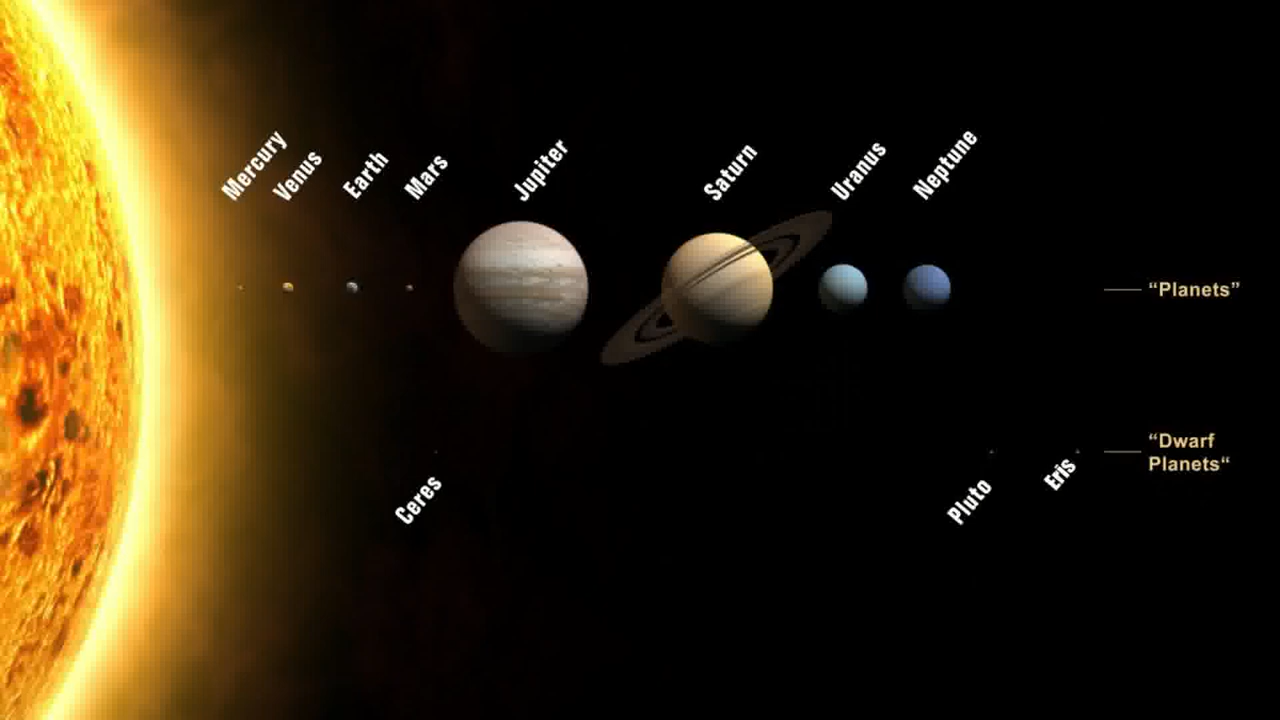 Mercury
Venus
Earth
Mars
Jupiter
Saturn
Uranus
Neptune
“Planets”
“Dwarf
Planets“
Ceres
Pluto
Eris